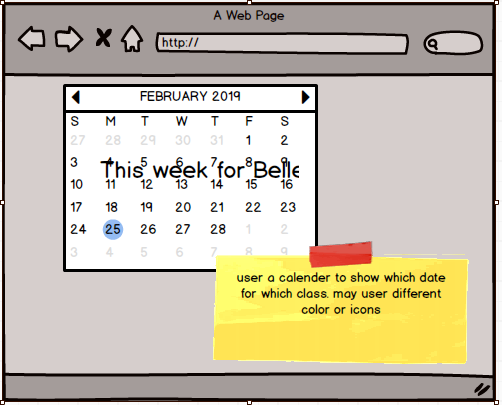 A Web Page
http://
FEBRUARY 2019
S M T W T F S
27 28 29 30 31 1 2
3 4 5 6 7 8 9
This week for Belle
10 11 12 13 14 15 16
17 18 19 20 21 22 23
24 25 26 27 28 1 2
3 4 5 6
user a calender to show which date
for which class. may user different
color or icons